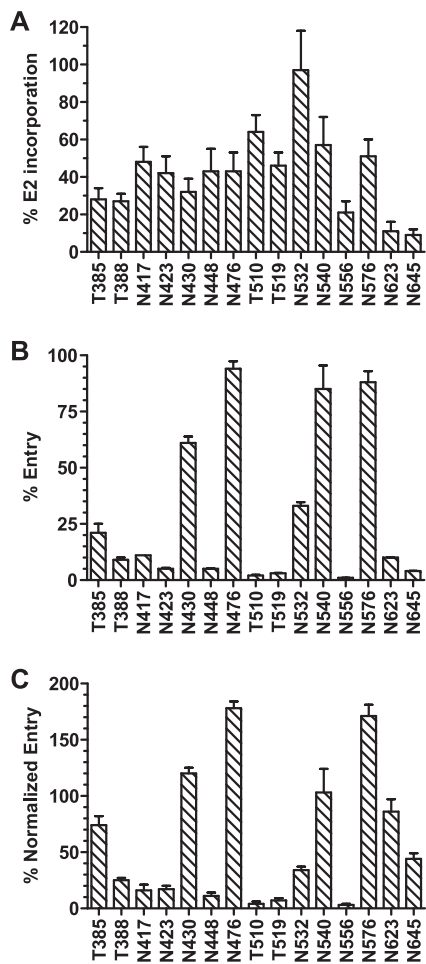 A
% E2 incorporation
120
100
80
60
40
20
0
T385 T388 N417 N423 N430 N448 N476 T510 T519 N532 N540 N556 N576 N623 N645
B
% Entry
100
75
50
25
0
T385 T388 N417 N423 N430 N448 N476 T510 T519 N532 N540 N556 N576 N623 N645
C
% Normalized Entry
200
150
100
50
0
T385 T388 N417 N423 N430 N448 N476 T510 T519 N532 N540 N556 N576 N623 N645